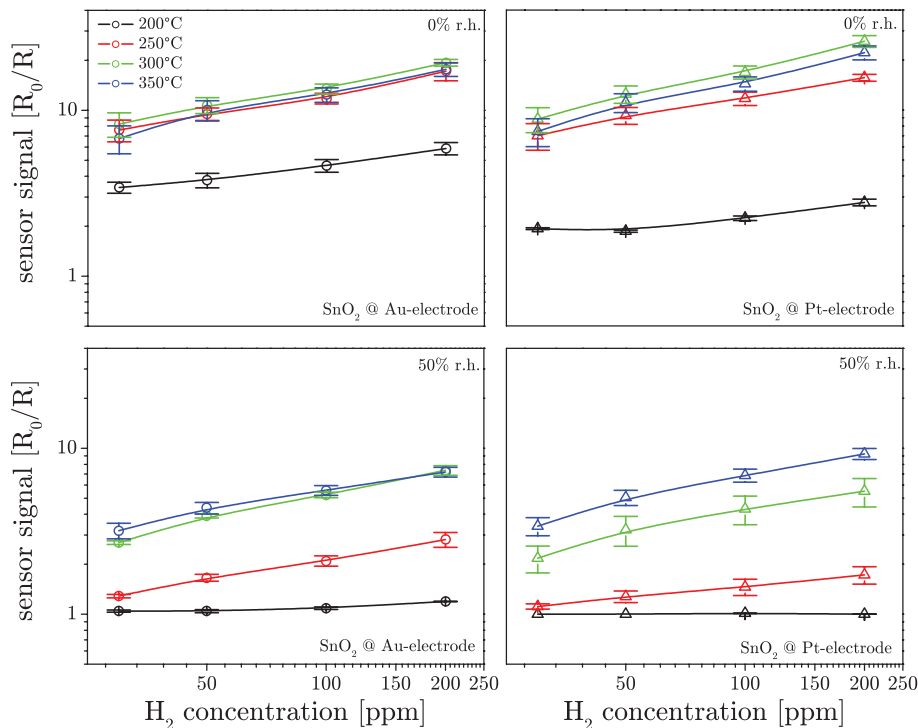 200°C
250°C
300°C
350°C
0% r.h.
0% r.h.
10
1
sensor signal [R₀/R]
SnO₂ @ Au-electrode
SnO₂ @ Pt-electrode
50% r.h.
50% r.h.
10
1
sensor signal [R₀/R]
SnO₂ @ Au-electrode
SnO₂ @ Pt-electrode
50 100 200 250
50 100 200 250
H₂ concentration [ppm]
H₂ concentration [ppm]